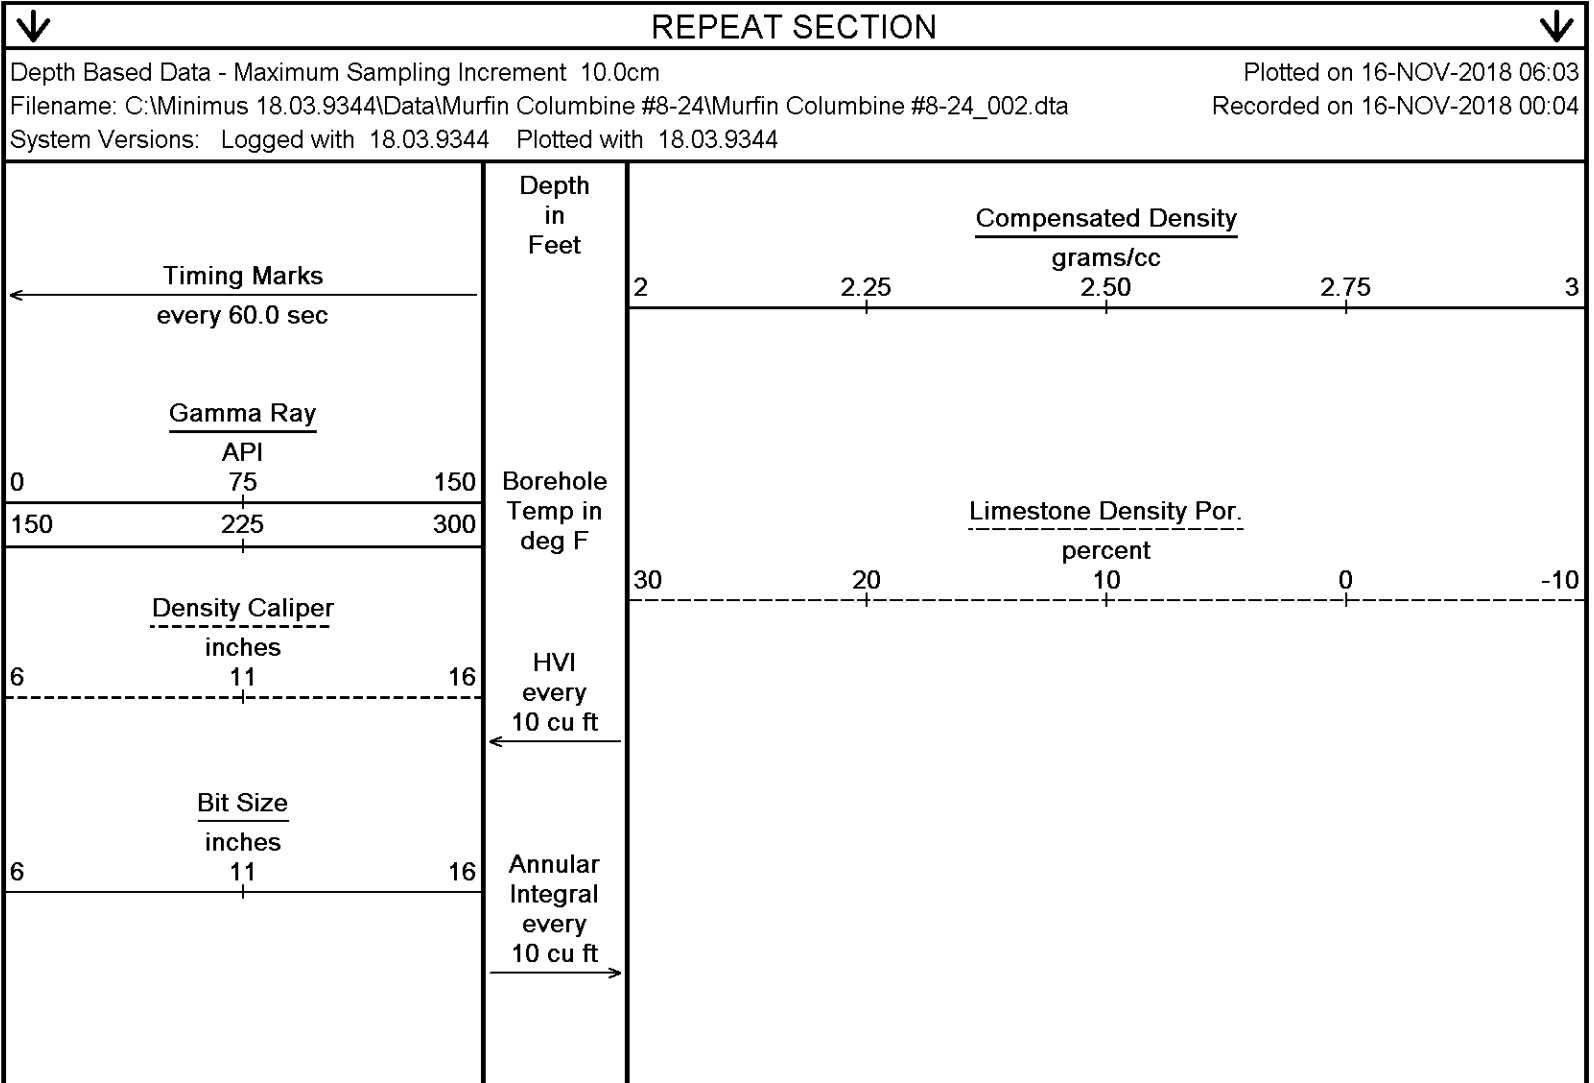 REPEAT SECTION
Depth Based Data - Maximum Sampling Increment 10.0cm
Plotted on 16-NOV-2018 06:03
Filename: C:\Minimus 18.03.9344\Data\Murfin Columbine #8-24\Murfin Columbine #8-24_002.dta
Recorded on 16-NOV-2018 00:04
System Versions: Logged with 18.03.9344 Plotted with 18.03.9344
Timing Marks
every 60.0 sec
Gamma Ray
API
0 75 150
150 225 300
Density Caliper
inches
6 11 16
Bit Size
inches
6 11 16
Depth
in
Feet
Borehole
Temp in
deg F
HVI
every
10 cu ft
Annular
Integral
every
10 cu ft
Compensated Density
grams/cc
2 2.25 2.50 2.75 3
Limestone Density Por.
percent
30 20 10 0 -10